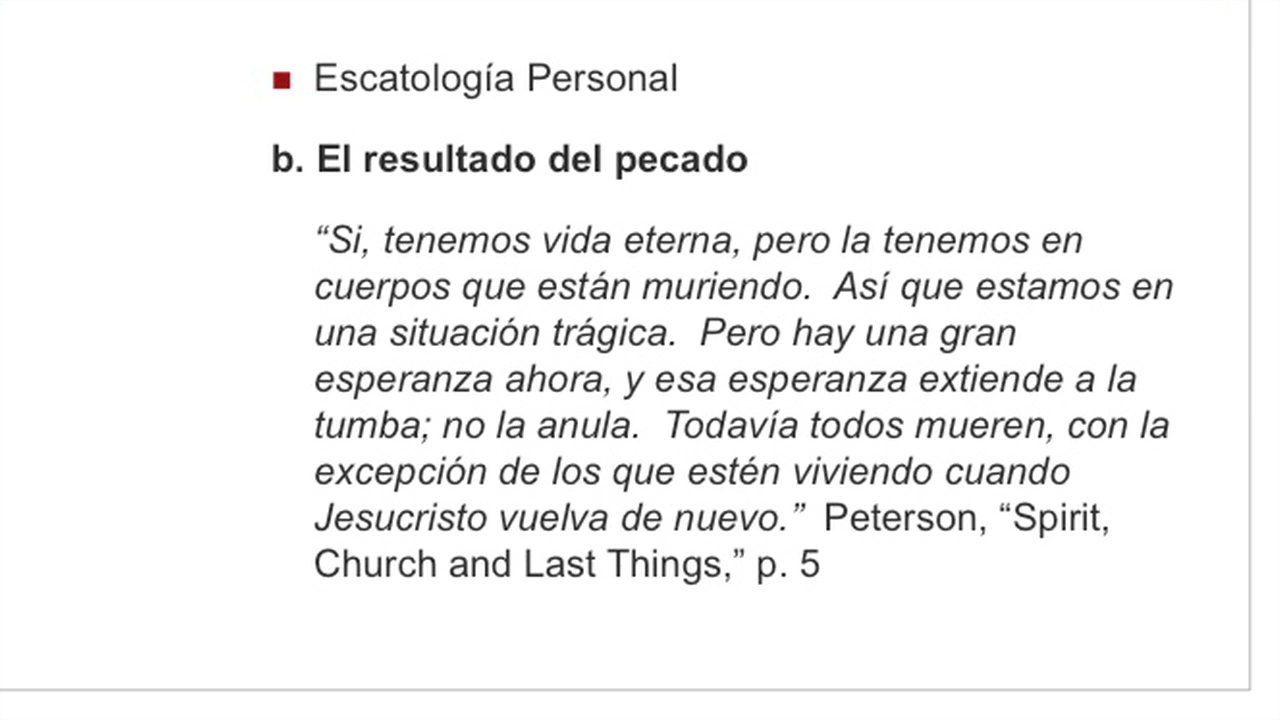 Escatología Personal
b. El resultado del pecado
“Si, tenemos vida eterna, pero la tenemos en
cuerpos que están muriendo.  Así que estamos en
una situación trágica.  Pero hay una gran
esperanza ahora, y esa esperanza extiende a la
tumba; no la anula.  Todavía todos mueren, con la
excepción de los que estén viviendo cuando
Jesucristo vuelva de nuevo.”  Peterson, “Spirit,
Church and Last Things,” p. 5